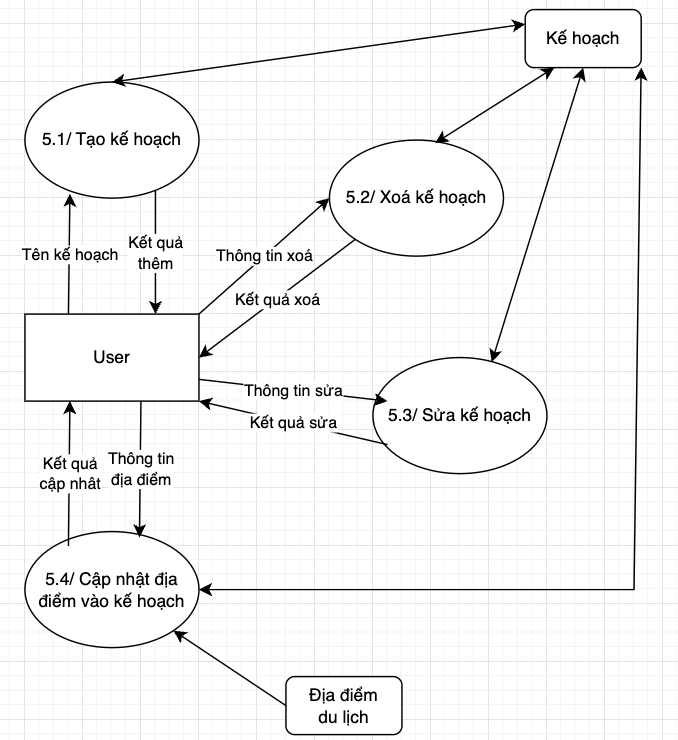 Kế hoạch
5.1/ Tạo kế hoạch
5.2/ Xoá kế hoạch
Tên kế hoạch
Kết quả
thêm
Thông tin xoá
Kết quả xoá
User
Thông tin sửa
Kết quả sửa
5.3/ Sửa kế hoạch
Kết quả
cập nhât
Thông tin
địa điểm
5.4/ Cập nhật địa
điểm vào kế hoạch
Địa điểm
du lịch